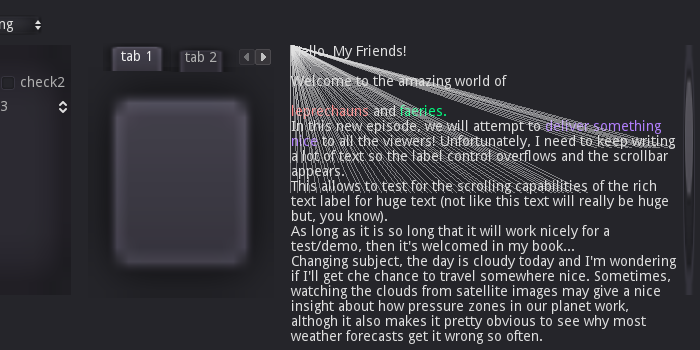 ng
check2
3
tab 1
tab 2
Hello, My Friends!
Welcome to the amazing world of
leprechauns and faeries.
In this new episode, we will attempt to deliver something
nice to all the viewers! Unfortunately, I need to keep writing
a lot of text so the label control overflows and the scrollbar
appears.
This allows to test for the scrolling capabilities of the rich
text label for huge text (not like this text will really be huge
but, you know).
As long as it is so long that it will work nicely for a
test/demo, then it's welcomed in my book...
Changing subject, the day is cloudy today and I'm wondering
if I'll get che chance to travel somewhere nice. Sometimes,
watching the clouds from satellite images may give a nice
insight about how pressure zones in our planet work,
althogh it also makes it pretty obvious to see why most
weather forecasts get it wrong so often.